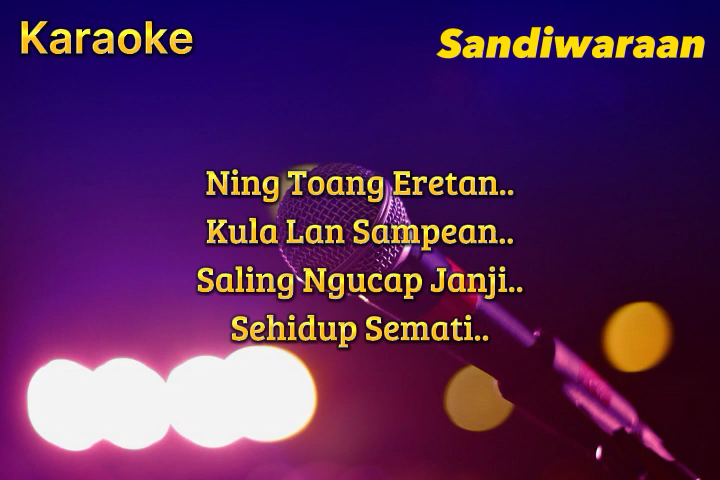 Karaoke
Sandiwaraan
Ning Toang Eretan..
Kula Lan Sampean..
Saling Ngucap Janji..
Sehidup Semati..